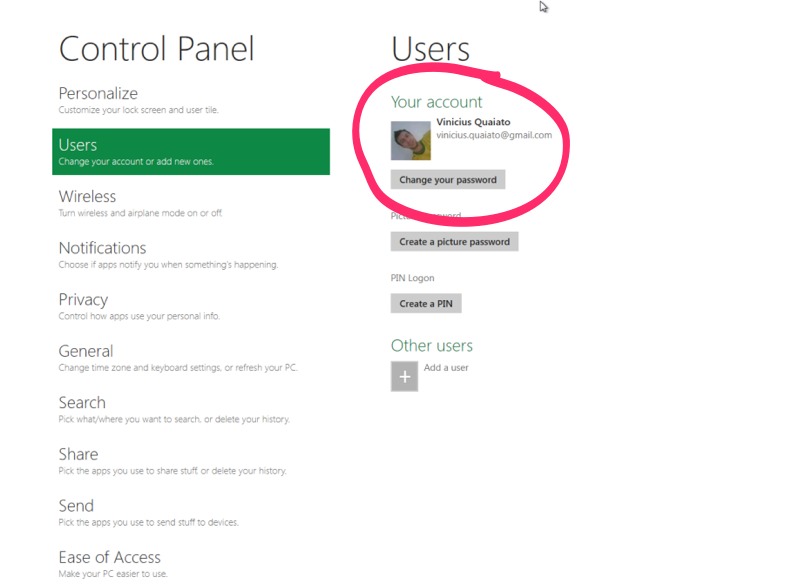 Control Panel
Personalize
Customize your lock screen and user tile.
Users
Change your account or add new ones.
Wireless
Turn wireless and airplane mode on or off.
Notifications
Choose if apps notify you when something's happening.
Privacy
Control how apps use your personal info.
General
Change time zone and keyboard settings, or refresh your PC.
Search
Pick what/where you want to search, or delete your history.
Share
Pick the apps you use to share stuff, or delete your history.
Send
Pick the apps you use to send stuff to devices.
Ease of Access
Make your PC easier to use.
Users
Your account
Vinicius Quaiato
vinicius.quaiato@gmail.com
Change your password
Picture password
Create a picture password
PIN Logon
Create a PIN
Other users
Add a user